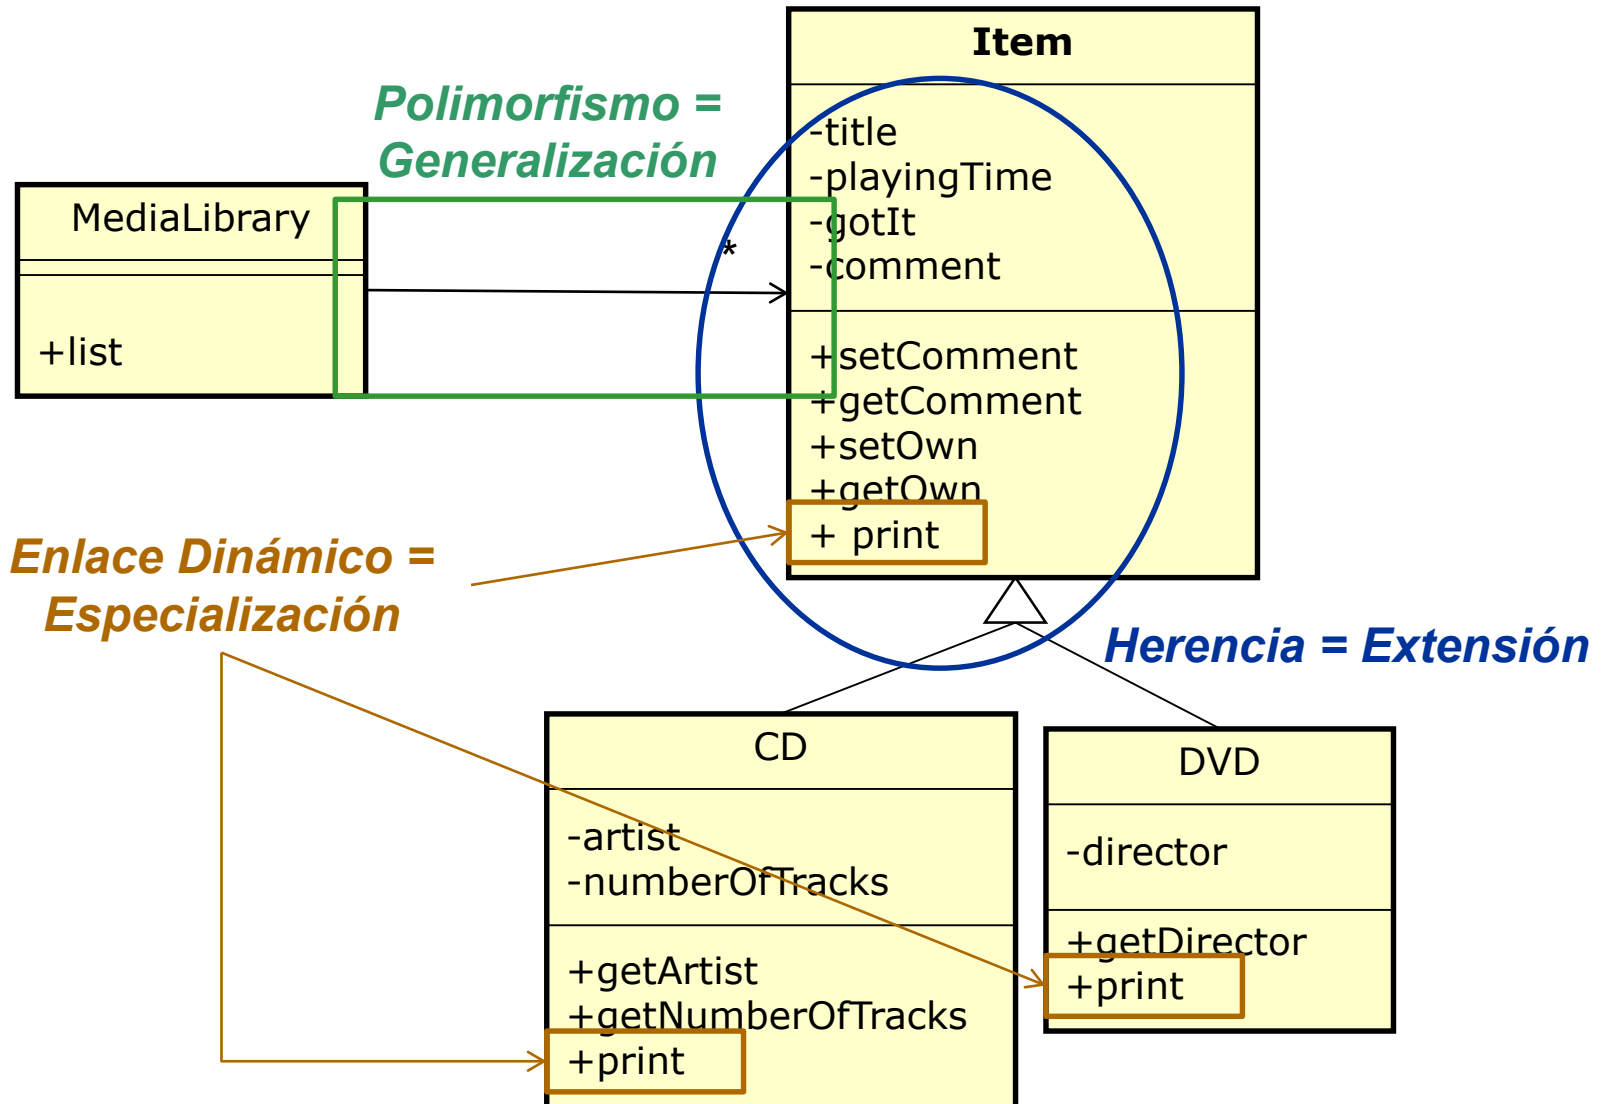 Item
-title
-playingTime
-gotIt
-comment
+setComment
+getComment
+setOwn
+getOwn
+ print
Polimorfismo =
Generalización
MediaLibrary
+list
*
Enlace Dinámico =
Especialización
Herencia = Extensión
CD
-artist
-numberOfTracks
+getArtist
+getNumberOfTracks
+print
DVD
-director
+getDirector
+print